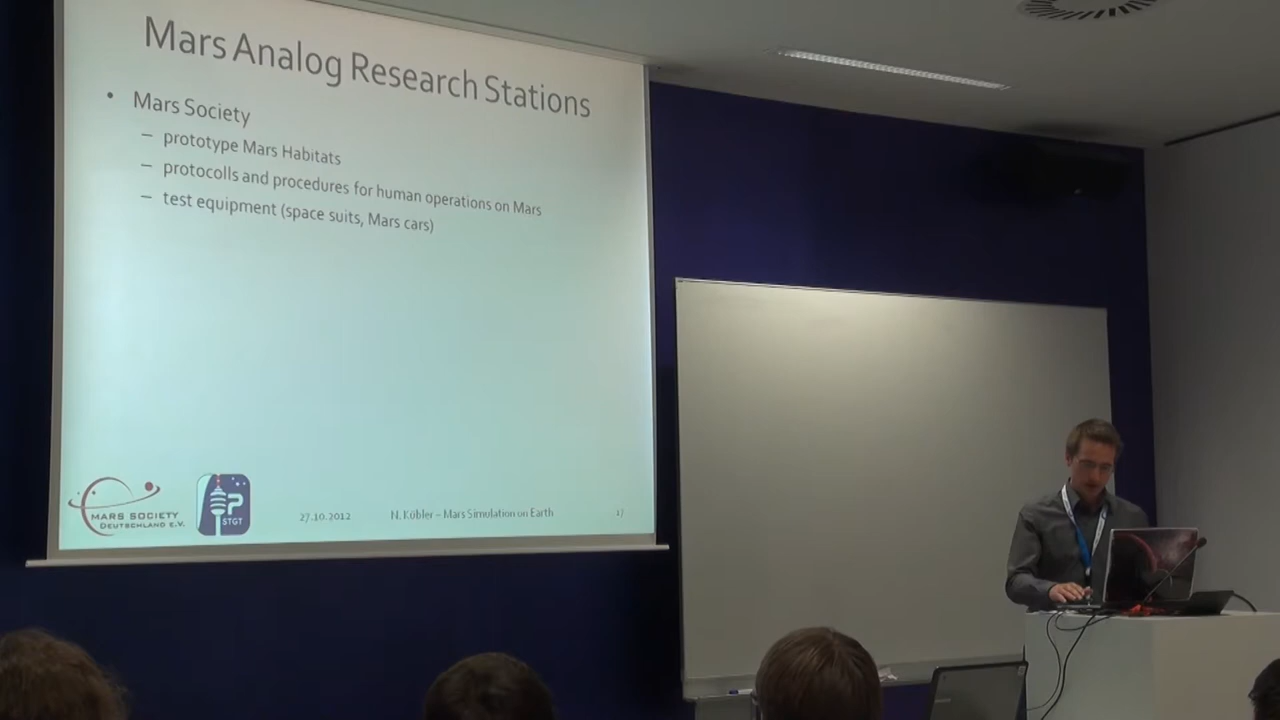 Mars Analog Research Stations
• Mars Society
– prototype Mars Habitats
– protocolls and procedures for human operations on Mars
– test equipment (space suits, Mars cars)
MARS SOCIETY
DEUTSCHLAND E.V.
P
STGT
27.10.2012
N. Köbler – Mars Simulation on Earth
17